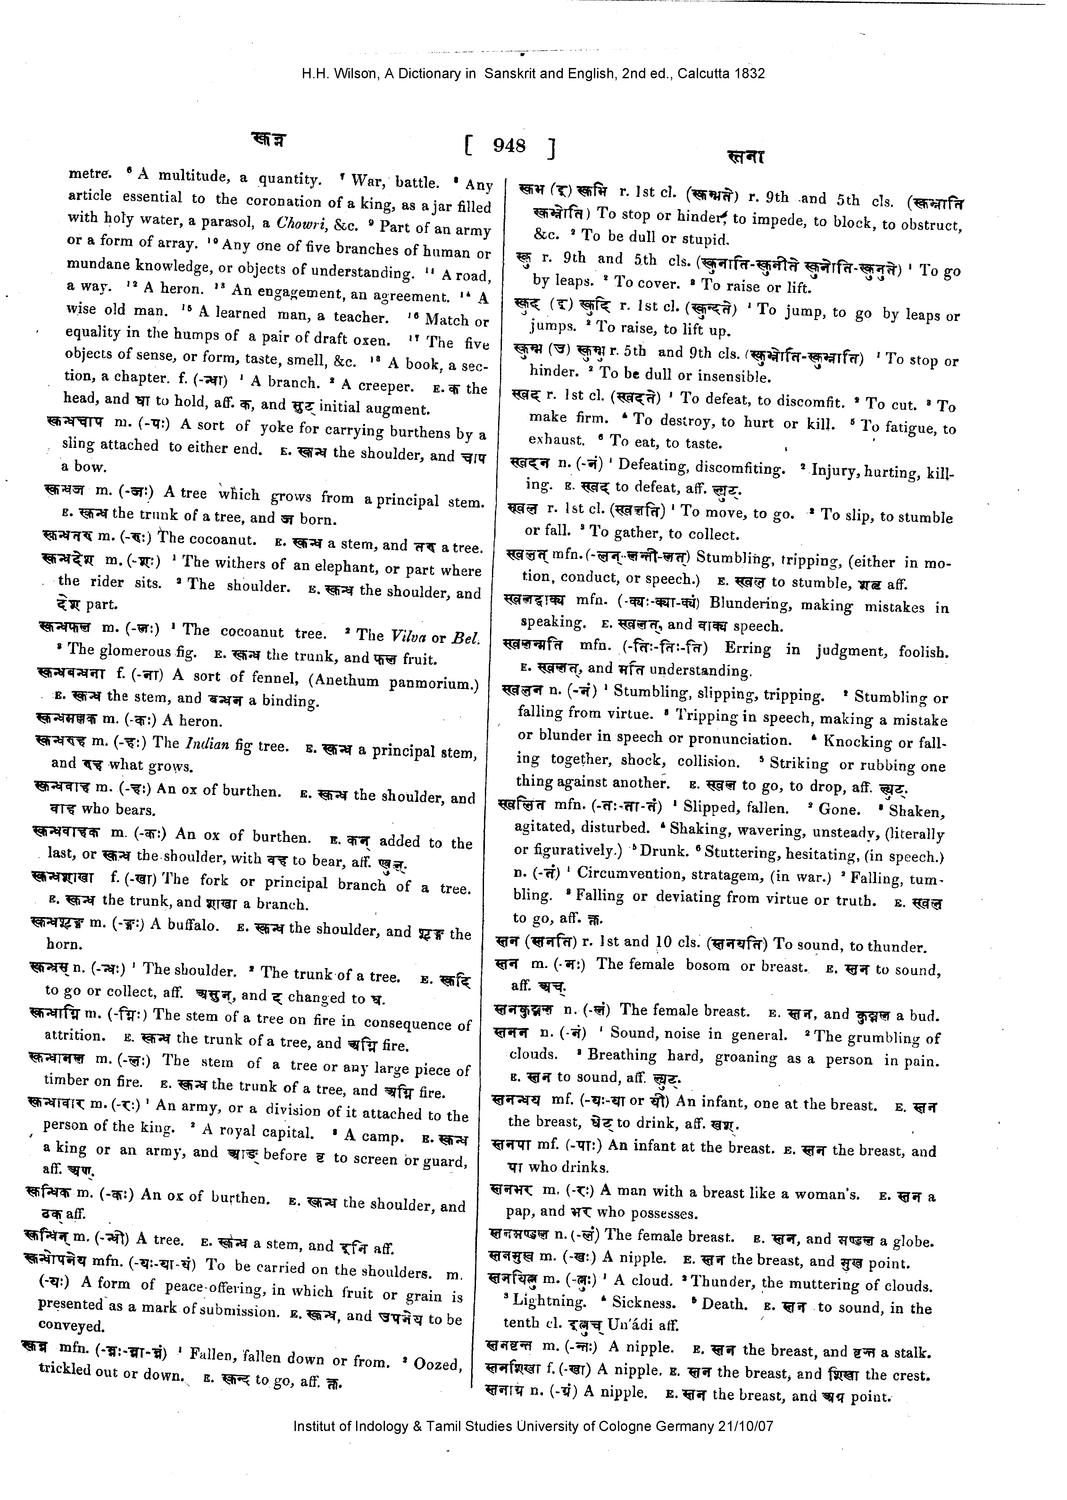 H.H. Wilson, A Dictionary in Sanskrit and English, 2nd ed., Calcutta 1832
स्कन्न
[ 948 ]
स्तना
metre. ⁶ A multitude, a quantity. ⁷ War, battle. ⁸ Any
article essential to the coronation of a king, as a jar filled
with holy water, a parasol, a Chowri, &c. ⁹ Part of an army
or a form of array. ¹⁰ Any one of five branches of human or
mundane knowledge, or objects of understanding. ¹¹ A road,
a way. ¹² A heron. ¹³ An engagement, an agreement. ¹⁴ A
wise old man. ¹⁵ A learned man, a teacher. ¹⁶ Match or
equality in the humps of a pair of draft oxen. ¹⁷ The five
objects of sense, or form, taste, smell, &c. ¹⁸ A book, a sec-
tion, a chapter. f. (-न्धा) ¹ A branch. ² A creeper. E. क the
head, and धा to hold, aff. क, and सुट् initial augment.
स्कन्धचाप m. (-पः) A sort of yoke for carrying burthens by a
sling attached to either end. E. स्कन्ध the shoulder, and चाप
a bow.
स्कन्धज m. (-जः) A tree which grows from a principal stem.
E. स्कन्ध the trunk of a tree, and ज born.
स्कन्धतरु m. (-रुः) The cocoanut. E. स्कन्ध a stem, and तरु a tree.
स्कन्धदेश m. (-शः) ¹ The withers of an elephant, or part where
the rider sits. ² The shoulder. E. स्कन्ध the shoulder, and
देश part.
स्कन्धफल m. (-लः) ¹ The cocoanut tree. ² The Vilva or Bel.
³ The glomerous fig. E. स्कन्ध the trunk, and फल fruit.
स्कन्धबन्धना f. (-ना) A sort of fennel, (Anethum panmorium.)
E. स्कन्ध the stem, and बन्धन a binding.
स्कन्धमल्लक m. (-कः) A heron.
स्कन्धरुह m. (-हः) The Indian fig tree. E. स्कन्ध a principal stem,
and रुह what grows.
स्कन्धवाह m. (-हः) An ox of burthen. E. स्कन्ध the shoulder, and
वाह who bears.
स्कन्धवाहक m. (-कः) An ox of burthen. E. कन् added to the
last, or स्कन्ध the shoulder, with वह to bear, aff. ण्वुल्.
स्कन्धशाखा f. (-खा) The fork or principal branch of a tree.
E. स्कन्ध the trunk, and शाखा a branch.
स्कन्धशृङ्ग m. (-ङ्गः) A buffalo. E. स्कन्ध the shoulder, and शृङ्ग the
horn.
स्कन्धस् n. (-न्धः) ¹ The shoulder. ² The trunk of a tree. E. स्कदि
to go or collect, aff. असुन्, and द् changed to ध.
स्कन्धाग्नि m. (-ग्निः) The stem of a tree on fire in consequence of
attrition. E. स्कन्ध the trunk of a tree, and अग्नि fire.
स्कन्धानल m. (-लः) The stem of a tree or any large piece of
timber on fire. E. स्कन्ध the trunk of a tree, and अग्नि fire.
स्कन्धावार m. (-रः) ¹ An army, or a division of it attached to the
person of the king. ² A royal capital. ³ A camp. E. स्कन्ध
a king or an army, and आङ् before वृ to screen or guard,
aff. अण्.
स्कन्धिक m. (-कः) An ox of burthen. E. स्कन्ध the shoulder, and
ठक् aff.
स्कन्धिन् m. (-न्धी) A tree. E. स्कन्ध a stem, and इनि aff.
स्कन्धोपनेय mfn. (-यः-या-यं) To be carried on the shoulders. m.
(-यः) A form of peace-offering, in which fruit or grain is
presented as a mark of submission. E. स्कन्ध, and उपनेय to be
conveyed.
स्कन्न mfn. (-न्नः-न्ना-न्नं) ¹ Fallen, fallen down or from. ² Oozed,
trickled out or down. E. स्कन्द to go, aff. क्त.
स्कभ (इ) स्कभि r. 1st cl. (स्कम्भते) r. 9th and 5th cls. (स्कभ्नाति
स्कभ्नोति) To stop or hinder, to impede, to block, to obstruct,
&c. ² To be dull or stupid.
स्कु r. 9th and 5th cls. (स्कुनाति-स्कुनीते स्कुनोति-स्कुनुते) ¹ To go
by leaps. ² To cover. ³ To raise or lift.
स्कुद (इ) स्कुदि r. 1st cl. (स्कुन्दते) ¹ To jump, to go by leaps or
jumps. ² To raise, to lift up.
स्कुम्भ (उ) स्कुम्भु r. 5th and 9th cls. (स्कुभ्नोति-स्कुभ्नाति) ¹ To stop or
hinder. ² To be dull or insensible.
स्खद r. 1st cl. (स्खदते) ¹ To defeat, to discomfit. ² To cut. ³ To
make firm. ⁴ To destroy, to hurt or kill. ⁵ To fatigue, to
exhaust. ⁶ To eat, to taste.
स्खदन n. (-नं) ¹ Defeating, discomfiting. ² Injury, hurting, kill-
ing. E. स्खद to defeat, aff. ल्युट्.
स्खल r. 1st cl. (स्खलति) ¹ To move, to go. ² To slip, to stumble
or fall. ³ To gather, to collect.
स्खलत् mfn. (-लन्-लन्ती-लत्) Stumbling, tripping, (either in mo-
tion, conduct, or speech.) E. स्खल to stumble, शतृ aff.
स्खलद्वाक्य mfn. (-क्यः-क्या-क्यं) Blundering, making mistakes in
speaking. E. स्खलत्, and वाक्य speech.
स्खलन्मति mfn. (-तिः-तिः-ति) Erring in judgment, foolish.
E. स्खलत्, and मति understanding.
स्खलन n. (-नं) ¹ Stumbling, slipping, tripping. ² Stumbling or
falling from virtue. ³ Tripping in speech, making a mistake
or blunder in speech or pronunciation. ⁴ Knocking or fall-
ing together, shock, collision. ⁵ Striking or rubbing one
thing against another. E. स्खल to go, to drop, aff. ल्युट्.
स्खलित mfn. (-तः-ता-तं) ¹ Slipped, fallen. ² Gone. ³ Shaken,
agitated, disturbed. ⁴ Shaking, wavering, unsteady, (literally
or figuratively.) ⁵ Drunk. ⁶ Stuttering, hesitating, (in speech.)
n. (-तं) ¹ Circumvention, stratagem, (in war.) ² Falling, tum-
bling. ³ Falling or deviating from virtue or truth. E. स्खल
to go, aff. क्त.
स्तन (स्तनति) r. 1st and 10 cls. (स्तनयति) To sound, to thunder.
स्तन m. (-नः) The female bosom or breast. E. स्तन to sound,
aff. अच्.
स्तनकुड्मल n. (-लं) The female breast. E. स्तन, and कुड्मल a bud.
स्तनन n. (-नं) ¹ Sound, noise in general. ² The grumbling of
clouds. ³ Breathing hard, groaning as a person in pain.
E. स्तन to sound, aff. ल्युट्.
स्तनन्धय mf. (-यः-या or यी) An infant, one at the breast. E. स्तन
the breast, धेट् to drink, aff. खश्.
स्तनपा mf. (-पाः) An infant at the breast. E. स्तन the breast, and
पा who drinks.
स्तनभर m. (-रः) A man with a breast like a woman's. E. स्तन a
pap, and भर who possesses.
स्तनमण्डल n. (-लं) The female breast. E. स्तन, and मण्डल a globe.
स्तनमुख m. (-खः) A nipple. E. स्तन the breast, and मुख point.
स्तनयित्नु m. (-त्नुः) ¹ A cloud. ² Thunder, the muttering of clouds.
³ Lightning. ⁴ Sickness. ⁵ Death. E. स्तन to sound, in the
tenth cl. इत्नुच् Un'ádi aff.
स्तनवृन्त m. (-न्तः) A nipple. E. स्तन the breast, and वृन्त a stalk.
स्तनशिखा f. (-खा) A nipple. E. स्तन the breast, and शिखा the crest.
स्तनाग्र n. (-ग्रं) A nipple. E. स्तन the breast, and अग्र point.
Institut of Indology & Tamil Studies University of Cologne Germany 21/10/07